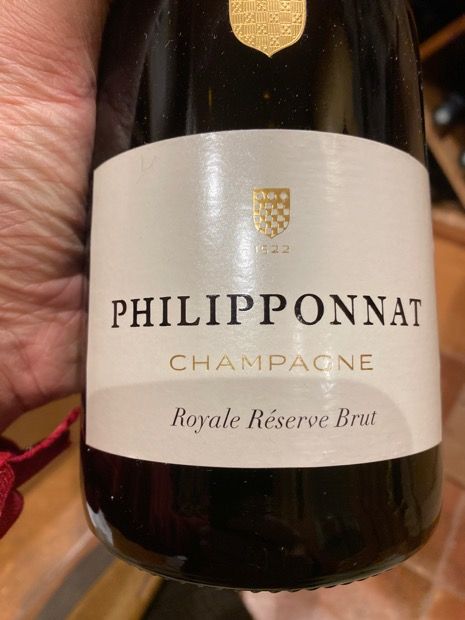 1522
PHILIPPONNAT
CHAMPAGNE
Royale Réserve Brut